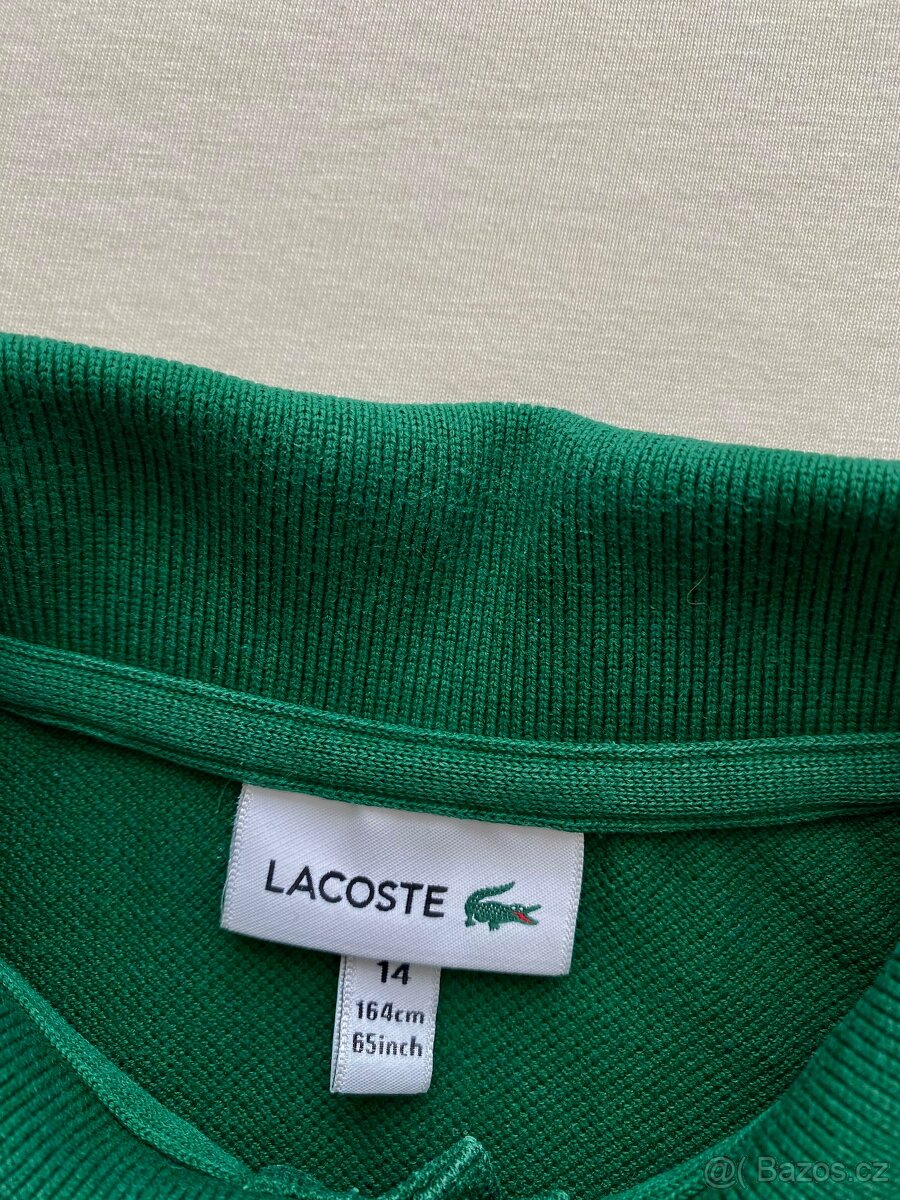 LACOSTE
14
164cm
65inch
@( Bazos.cz